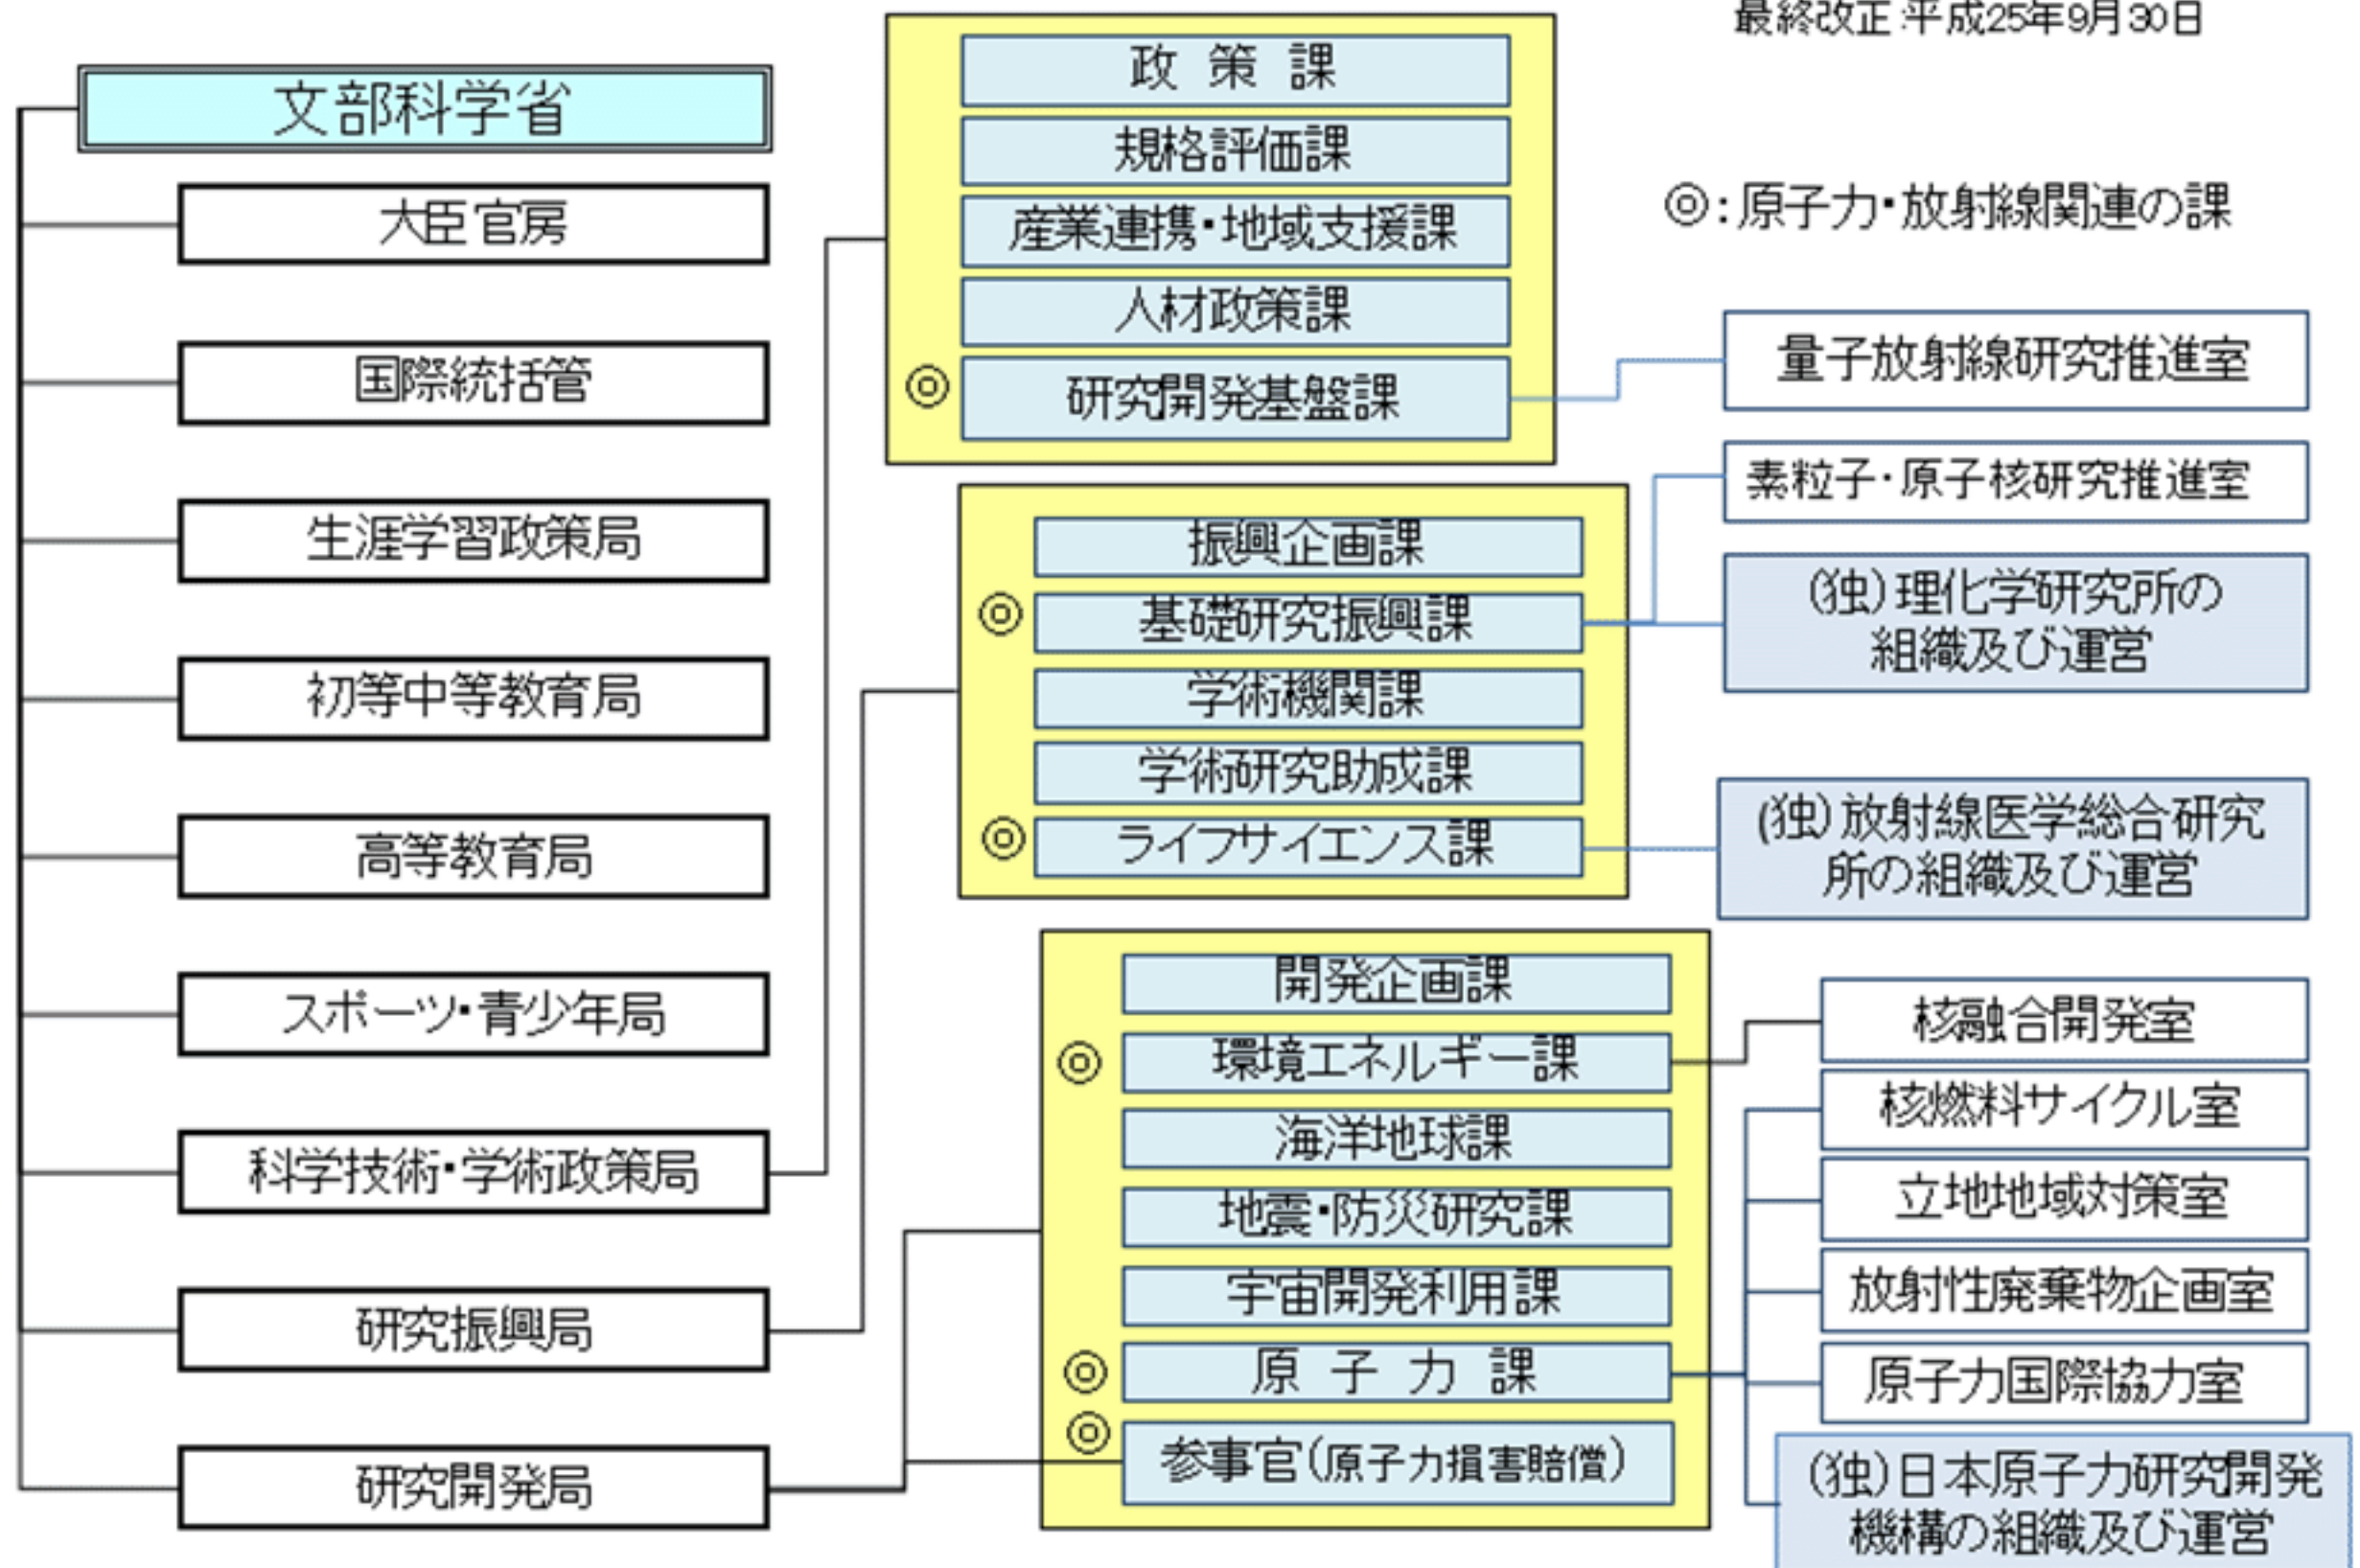 最終改正:平成25年9月30日
文部科学省
大臣官房
国際統括管
生涯学習政策局
初等中等教育局
高等教育局
スポーツ・青少年局
科学技術・学術政策局
研究振興局
研究開発局
政 策 課
規格評価課
産業連携・地域支援課
人材政策課
◎ 研究開発基盤課
振興企画課
◎ 基礎研究振興課
学術機関課
学術研究助成課
◎ ライフサイエンス課
開発企画課
◎ 環境エネルギー課
海洋地球課
地震・防災研究課
宇宙開発利用課
◎ 原 子 力 課
◎ 参事官(原子力損害賠償)
◎:原子力・放射線関連の課
量子放射線研究推進室
素粒子・原子核研究推進室
(独)理化学研究所の
組織及び運営
(独)放射線医学総合研究
所の組織及び運営
核融合開発室
核燃料サイクル室
立地地域対策室
放射性廃棄物企画室
原子力国際協力室
(独)日本原子力研究開発
機構の組織及び運営